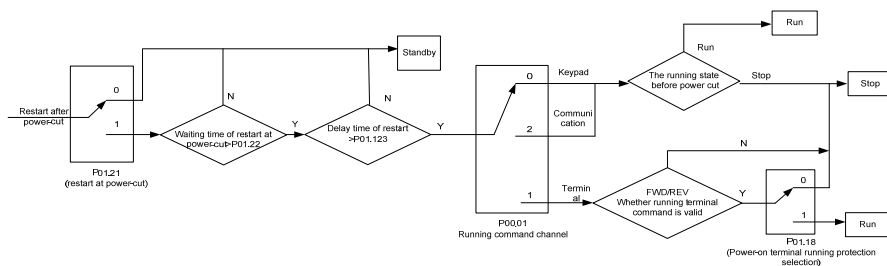 Restart after
power-cut
0
1
P01.21
(restart at power-cut)
N
Waiting time of restart at
power-cut>P01.22
Y
N
Delay time of restart
>P01.123
Y
Standby
0
2
1
P00.01
Running command channel
Keypad
Communi
cation
Termin
al
Run
The running state
before power cut
Stop
Run
Stop
N
FWD/REV
Whether running terminal
command is valid
Y
0
1
P01.18
(Power-on terminal running protection
selection)
Run